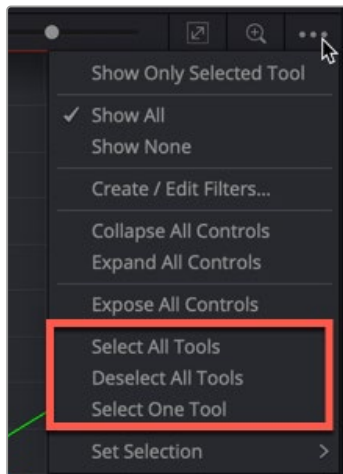 Show Only Selected Tool
Show All
Show None
Create / Edit Filters...
Collapse All Controls
Expand All Controls
Expose All Controls
Select All Tools
Deselect All Tools
Select One Tool
Set Selection